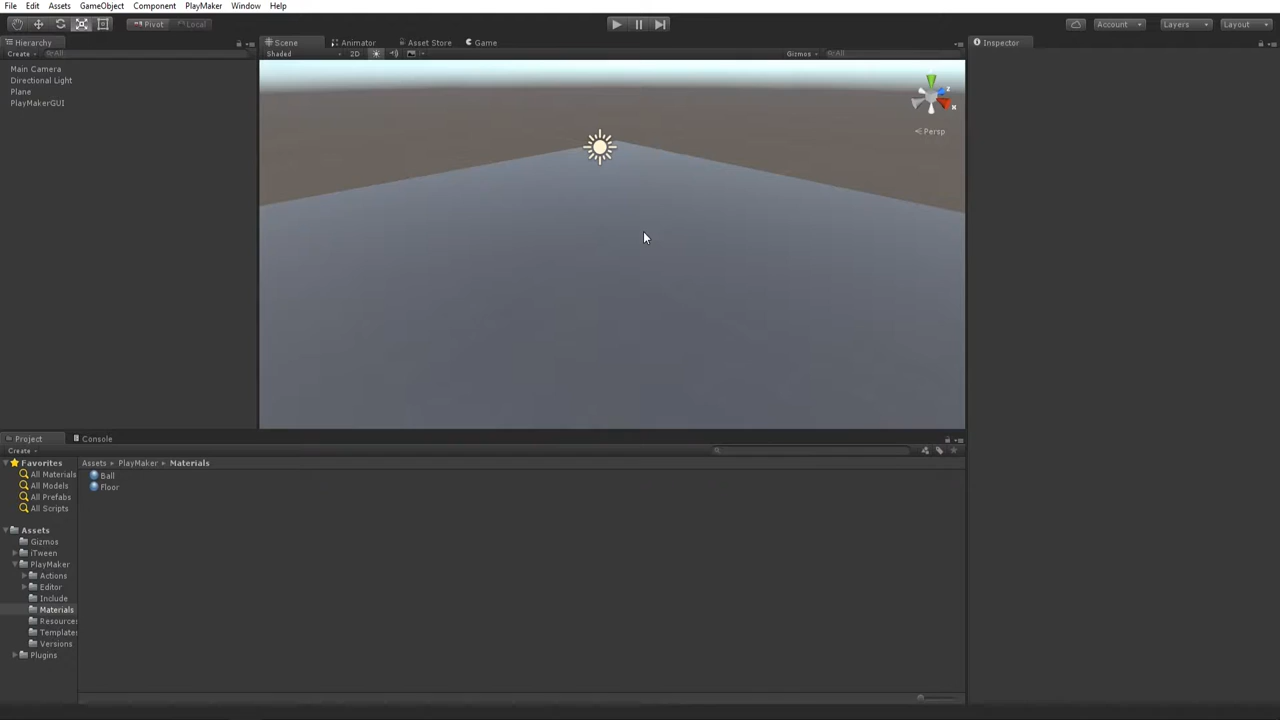 File Edit Assets GameObject Component PlayMaker Window Help
Pivot Local Account Layers Layout
Hierarchy Scene Animator Asset Store Game Inspector
Create All Shaded 2D Gizmos All
Main Camera
Directional Light
Plane
PlayMakerGUI
z
x
Persp
Project Console
Create
Favorites
All Materials
All Models
All Prefabs
All Scripts
Assets
Gizmos
iTween
PlayMaker
Actions
Editor
Include
Materials
Resources
Template
Versions
Plugins
Assets PlayMaker Materials
Ball
Floor